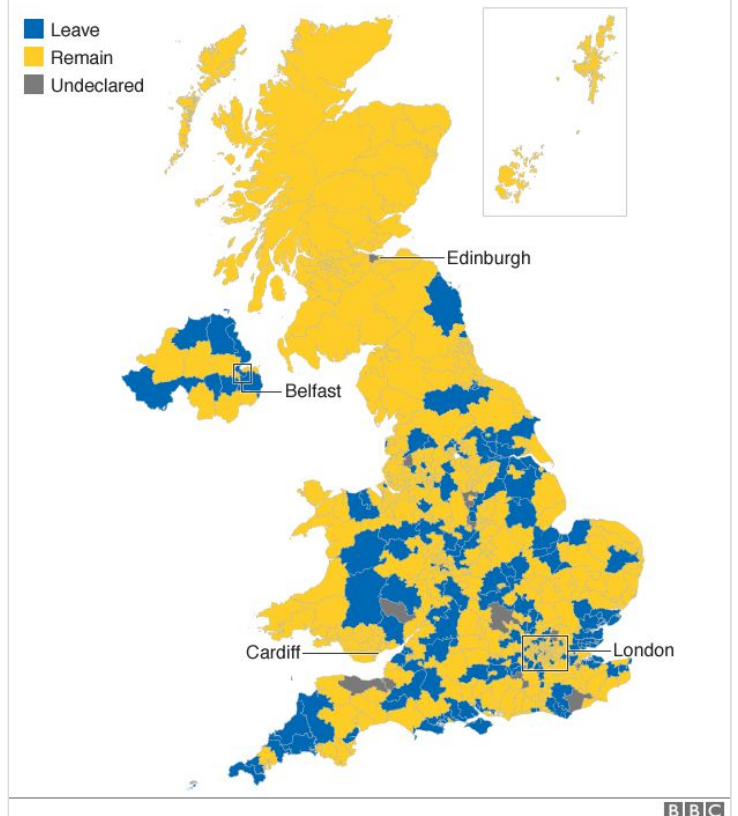 Leave
Remain
Undeclared
Edinburgh
Belfast
Cardiff
London
BBC